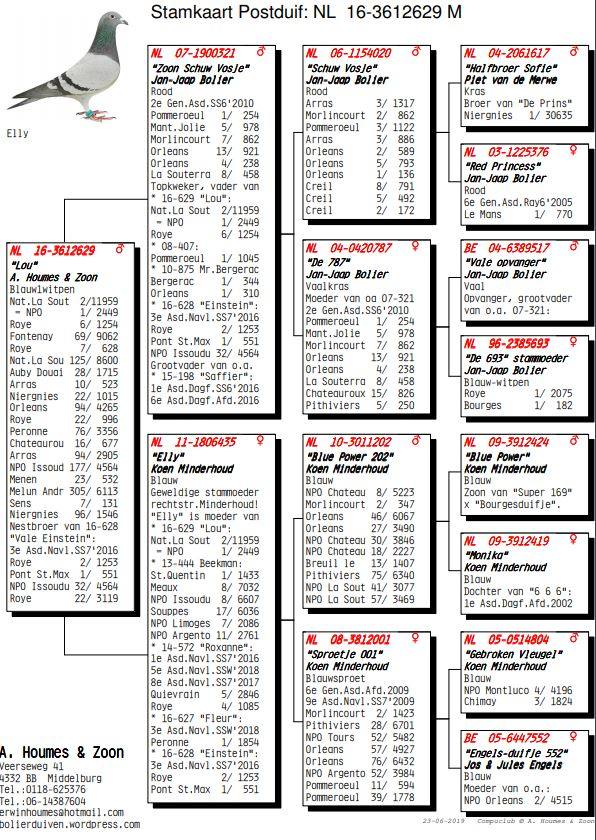 Stamkaart Postduif: NL 16-3612629 M
Elly
NL 16-3612629 ♂
"Lou"
A. Houmes & Zoon
Blauw1witpen
Nat.La Sout 2/11959
= NPO 1/ 2449
Roye 6/ 1254
Fontenay 69/ 9062
Roye 7/ 628
Nat.La Sou 125/ 8600
Auby Douai 28/ 1715
Arras 10/ 523
Niergnies 22/ 1015
Orleans 94/ 4265
Roye 22/ 996
Peronne 76/ 3356
Chateaurou 16/ 677
Arras 94/ 2905
NPO Issoud 177/ 4564
Menen 23/ 532
Melun Andr 305/ 6113
Sens 7/ 131
Niergnies 96/ 1546
Nestbroer van 16-628
"Vale Einstein":
3e Asd.Navl.SS7'2016
Roye 2/ 1253
Pont St.Max 1/ 551
NPO Issoudu 32/ 4564
Roye 22/ 3119
NL 07-1900321 ♂
"Zoon Schuw Vosje"
Jan-Jaap Bolier
Rood
2e Gen.Asd.SS6'2010
Pommeroeul 1/ 254
Mant.Jolie 5/ 978
Morlincourt 7/ 862
Orleans 13/ 921
Orleans 4/ 238
La Souterra 8/ 458
Topkweker, vader van
* 16-629 "Lou":
Nat.La Sout 2/11959
= NPO 1/ 2449
Roye 6/ 1254
* 08-407:
Pommeroeul 1/ 1045
* 10-875 Mr.Bergerac
Bergerac 1/ 344
Orleans 1/ 310
* 16-628 "Einstein":
3e Asd.Navl.SS7'2016
Roye 2/ 1253
Pont St.Max 1/ 551
NPO Issoudu 32/ 4564
Grootvader van o.a.
* 15-198 "Saffier":
1e Asd.Dagf.SS6'2016
6e Asd.Dagf.Afd.2016
NL 11-1806435 ♀
"Elly"
Koen Minderhoud
Blauw
Geweldige stammoeder
rechtstr.Minderhoud!
"Elly" is moeder van
* 16-629 "Lou":
Nat.La Sout 2/11959
= NPO 1/ 2449
* 13-444 Beekman:
St.Quentin 1/ 1433
Meaux 8/ 7032
NPO Issoudu 8/ 6607
Souppes 17/ 6036
NPO Limoges 7/ 2086
NPO Argento 11/ 2761
* 14-572 "Roxanne":
1e Asd.Navl.SS7'2016
5e Asd.Navl.SSW'2018
8e Asd.Navl.SS7'2017
Quievrain 5/ 2846
Roye 4/ 1085
* 16-627 "Fleur":
3e Asd.Navl.SSW'2018
Peronne 1/ 1854
* 16-628 "Einstein":
3e Asd.Navl.SS7'2016
Roye 2/ 1253
Pont St.Max 1/ 551
NL 06-1154020 ♂
"Schuw Vosje"
Jan-Jaap Bolier
Rood
Arras 3/ 1317
Morlincourt 2/ 862
Pommeroeul 3/ 1122
Arras 3/ 886
Orleans 2/ 589
Orleans 5/ 793
Orleans 1/ 136
Creil 8/ 791
Creil 5/ 492
Creil 2/ 172
NL 04-0420787 ♀
"De 787"
Jan-Jaap Bolier
Vaalkras
Moeder van oa 07-321
2e Gen.Asd.SS6'2010
Pommeroeul 1/ 254
Mant.Jolie 5/ 978
Morlincour 7/ 862
Orleans 13/ 921
Orleans 4/ 238
La Souterra 8/ 458
Chateauroux 15/ 826
Pithiviers 5/ 250
NL 10-3011202 ♂
"Blue Power 202"
Koen Minderhoud
Blauw
NPO Chateau 8/ 5223
Morlincourt 2/ 347
Orleans 46/ 6067
Orleans 27/ 3490
NPO Chateau 30/ 3846
NPO Chateau 18/ 2227
Breuil le 13/ 1407
Pithiviers 75/ 6340
NPO La Sout 41/ 3077
NPO La Sout 57/ 3469
NL 08-3812001 ♀
"Sproetje 001"
Koen Minderhoud
Blauwsproet
6e Gen.Asd.Afd.2009
9e Asd.Navl.SS7'2009
Morlincourt 2/ 1423
Pithiviers 28/ 6701
NPO Tours 52/ 5482
Orleans 57/ 4927
Orleans 76/ 6432
NPO Argento 52/ 3984
Pommeroeul 11/ 594
Pommeroeul 39/ 1778
NL 04-2061617 ♂
"Halfbroer Sofie"
Piet van de Merwe
Kras
Broer van "De Prins"
Niergnies 1/ 30635
NL 03-1225376 ♀
"Red Princess"
Jan-Jaap Bolier
Rood
6e Gen.Asd.Ray6'2005
Le Mans 1/ 770
BE 04-6389517 ♂
"Vale opvanger"
Jan-Jaap Bolier
Vaal
Opvanger, grootvader
van o.a. 07-321:
NL 96-2385693 ♀
"De 693" stammoeder
Jan-Jaap Bolier
Blauw-witpen
Roye 1/ 2075
Bourges 1/ 182
NL 09-3912424 ♂
"Blue Power"
Koen Minderhoud
Blauw
Zoon van "Super 169"
x "Bourgesduifje".
NL 09-3912419 ♀
"Monika"
Koen Minderhoud
Blauw
Dochter van "6 6 6":
1e Asd.Dagf.Afd.2002
NL 05-0514804 ♂
"Gebroken Vleugel"
Koen Minderhoud
Blauw
NPO Montluco 4/ 4196
Chimay 3/ 1824
BE 05-6447552 ♀
"Engels-duifje 552"
Jos & Jules Engels
Blauw
Moeder van o.a.:
NPO Orleans 2/ 4515
A. Houmes & Zoon
Veerseweg 41
4332 BB Middelburg
Tel.:0118-625376
Tel.:06-14387604
erwinhoumes@hotmail.com
bolierduiven.wordpress.com
23-06-2019 Compuclub © A. Houmes & Zoon